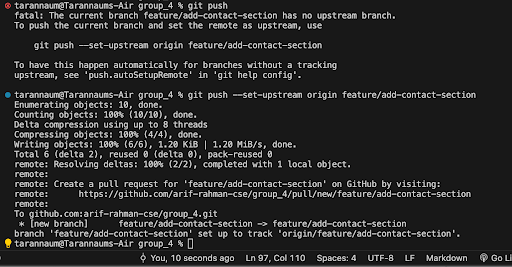 tarannaum@Tarannaums-Air group_4 % git push
fatal: The current branch feature/add-contact-section has no upstream branch.
To push the current branch and set the remote as upstream, use

    git push --set-upstream origin feature/add-contact-section

To have this happen automatically for branches without a tracking
upstream, see 'push.autoSetupRemote' in 'git help config'.

tarannaum@Tarannaums-Air group_4 % git push --set-upstream origin feature/add-contact-section
Enumerating objects: 10, done.
Counting objects: 100% (10/10), done.
Delta compression using up to 8 threads
Compressing objects: 100% (4/4), done.
Writing objects: 100% (6/6), 1.20 KiB | 1.20 MiB/s, done.
Total 6 (delta 2), reused 0 (delta 0), pack-reused 0
remote: Resolving deltas: 100% (2/2), completed with 1 local object.
remote:
remote: Create a pull request for 'feature/add-contact-section' on GitHub by visiting:
remote:      https://github.com/arif-rahman-cse/group_4/pull/new/feature/add-contact-section
remote:
To github.com:arif-rahman-cse/group_4.git
 * [new branch]      feature/add-contact-section -> feature/add-contact-section
branch 'feature/add-contact-section' set up to track 'origin/feature/add-contact-section'.
tarannaum@Tarannaums-Air group_4 %
You, 10 seconds ago Ln 97, Col 110 Spaces: 4 UTF-8 LF Markdown Go Li